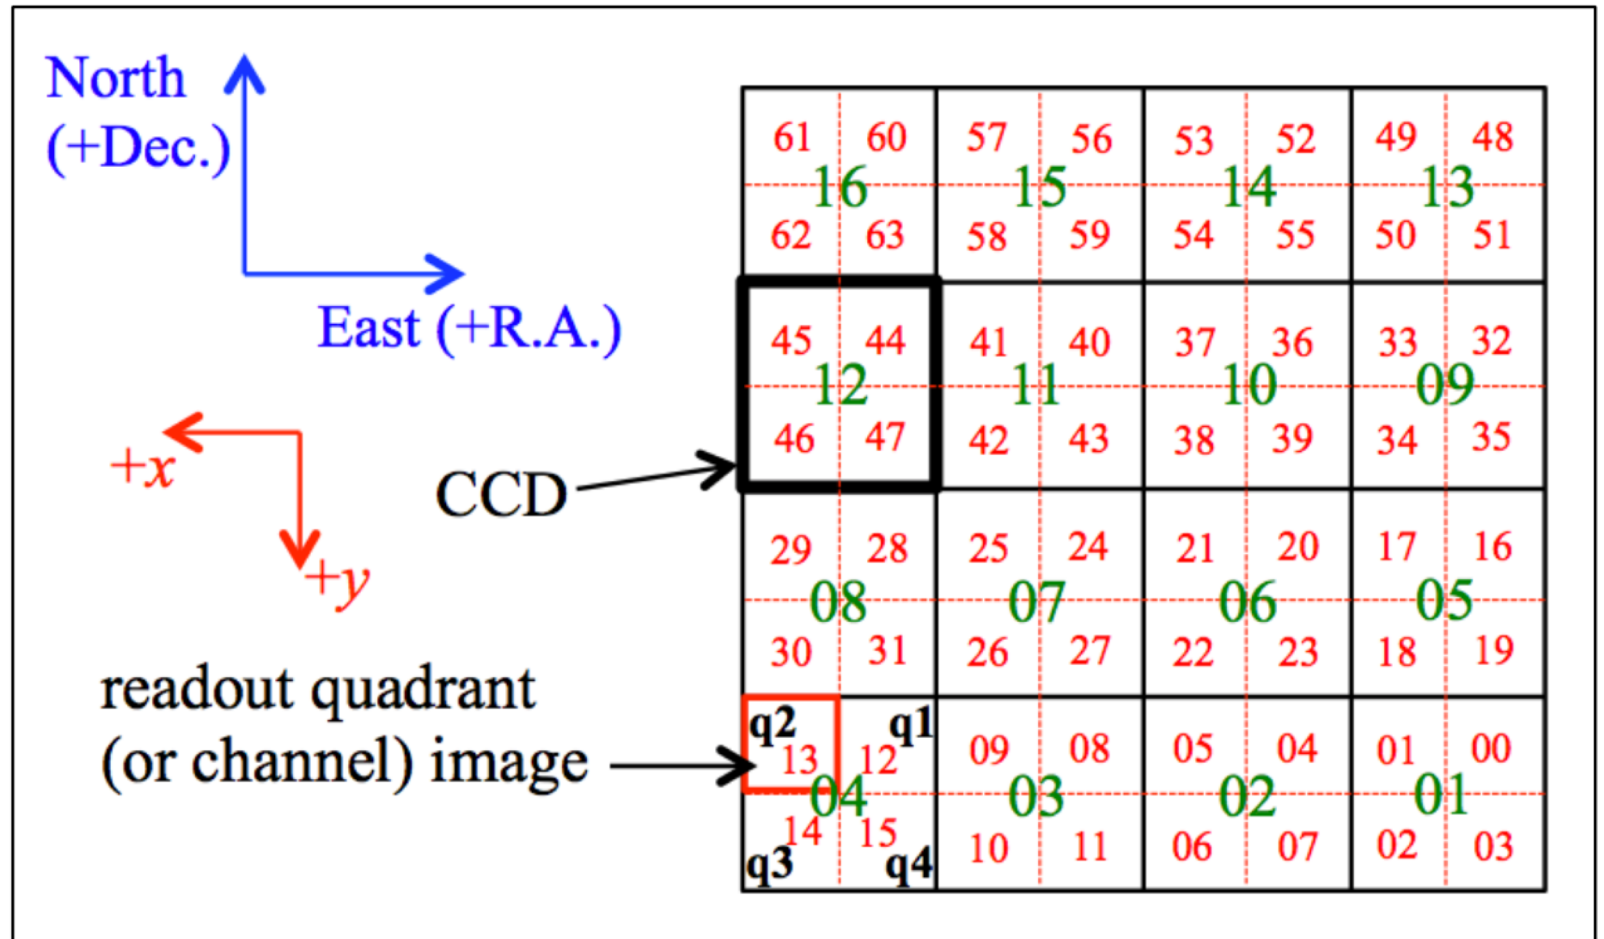 North
(+Dec.)
East (+R.A.)
+x
+y
CCD
readout quadrant
(or channel) image
61 60 57 56 53 52 49 48
16 15 14 13
62 63 58 59 54 55 50 51
45 44 41 40 37 36 33 32
12 11 10 09
46 47 42 43 38 39 34 35
29 28 25 24 21 20 17 16
08 07 06 05
30 31 26 27 22 23 18 19
q2 q1
13 12 09 08 05 04 01 00
04 03 02 01
14 15 10 11 06 07 02 03
q3 q4